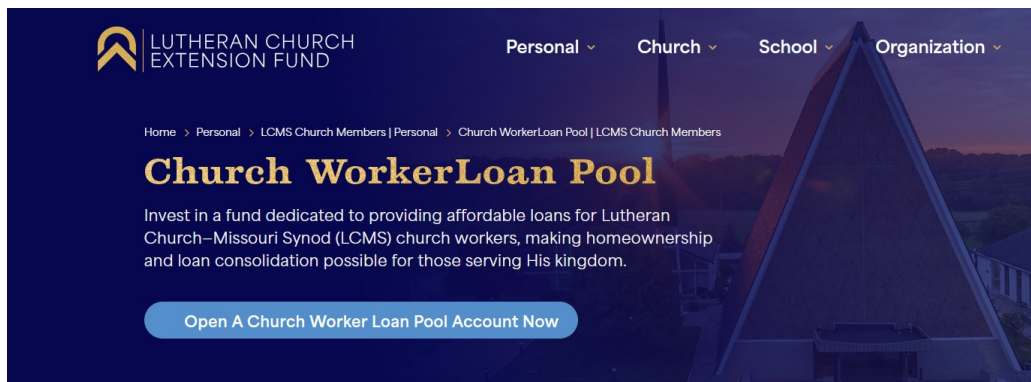 LUTHERAN CHURCH
EXTENSION FUND
Personal Church School Organization
Home > Personal > LCMS Church Members | Personal > Church WorkerLoan Pool | LCMS Church Members
Church WorkerLoan Pool
Invest in a fund dedicated to providing affordable loans for Lutheran
Church—Missouri Synod (LCMS) church workers, making homeownership
and loan consolidation possible for those serving His kingdom.
Open A Church Worker Loan Pool Account Now